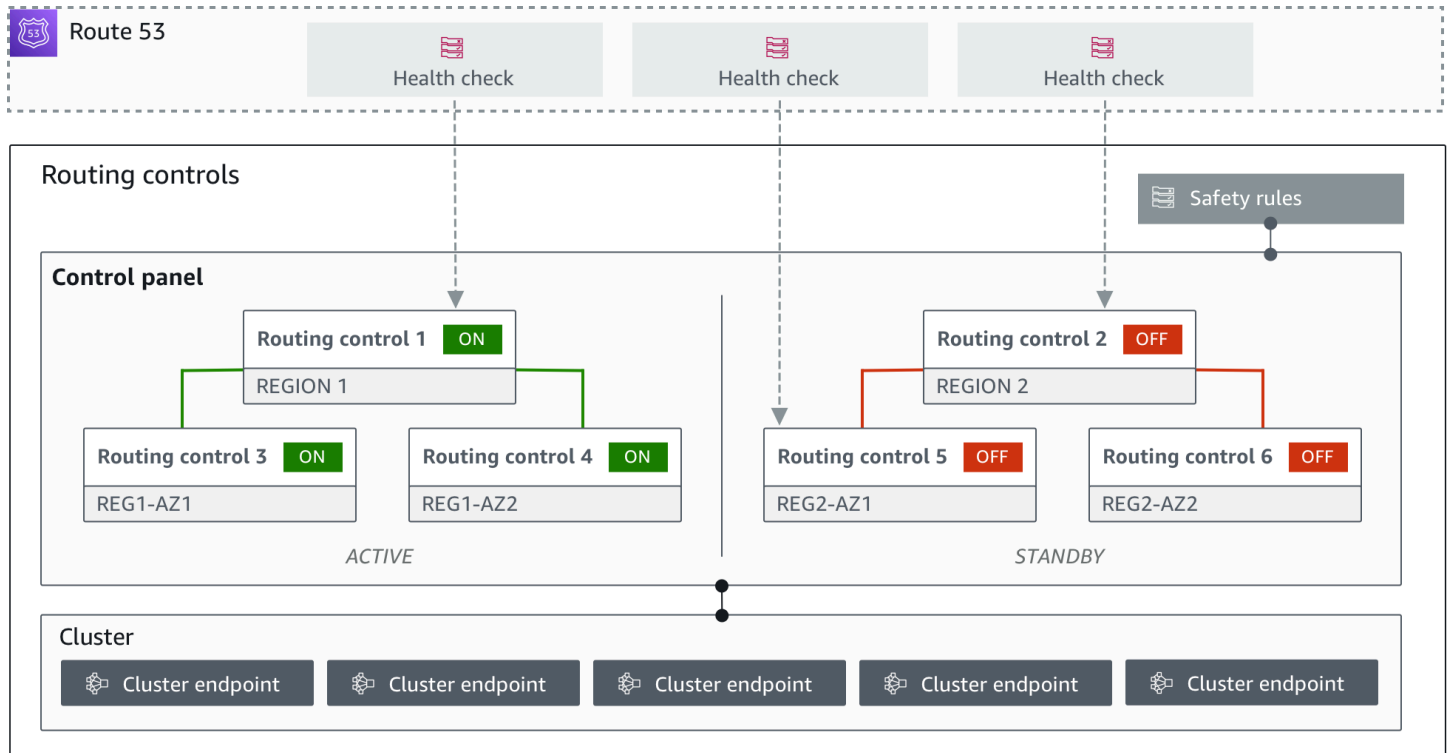 53
Route 53
Health check
Health check
Health check
Routing controls
Safety rules
Control panel
Routing control 1
ON
REGION 1
Routing control 2
OFF
REGION 2
Routing control 3
ON
REG1-AZ1
Routing control 4
ON
REG1-AZ2
Routing control 5
OFF
REG2-AZ1
Routing control 6
OFF
REG2-AZ2
ACTIVE
STANDBY
Cluster
Cluster endpoint
Cluster endpoint
Cluster endpoint
Cluster endpoint
Cluster endpoint